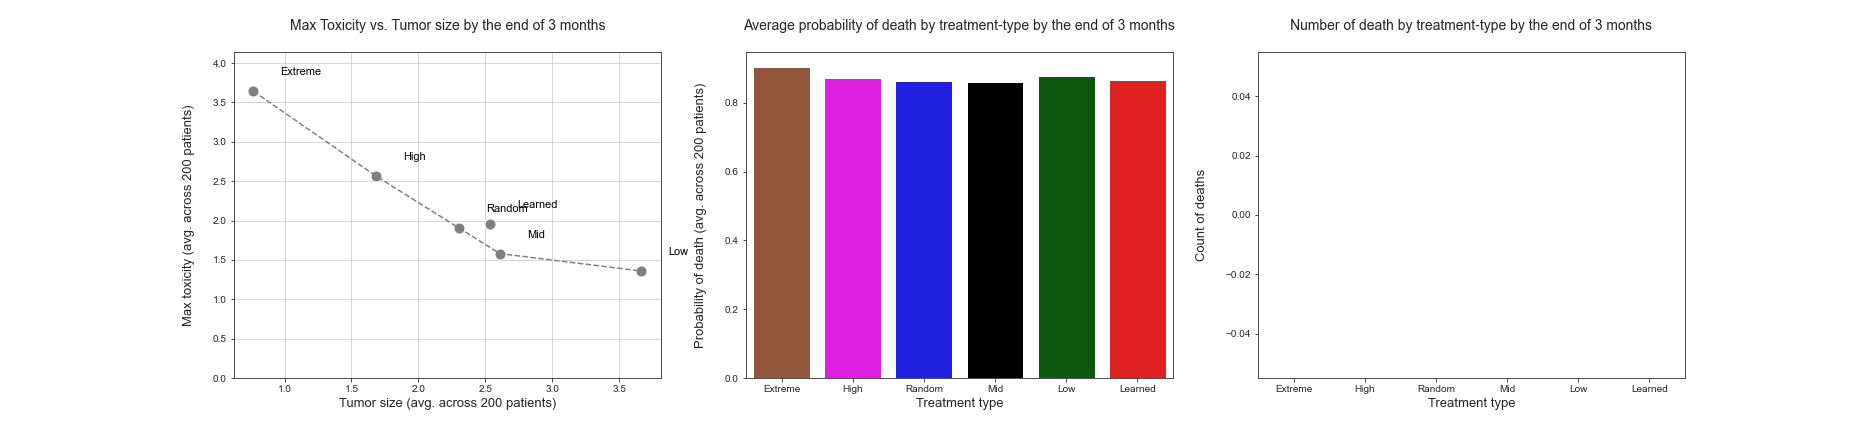 Max Toxicity vs. Tumor size by the end of 3 months
4.0
3.5
3.0
2.5
2.0
1.5
1.0
0.5
0.0
Max toxicity (avg. across 200 patients)
Extreme
High
Learned
Random
Mid
Low
1.0
1.5
2.0
2.5
3.0
3.5
Tumor size (avg. across 200 patients)
Average probability of death by treatment-type by the end of 3 months
0.8
0.6
0.4
0.2
0.0
Probability of death (avg. across 200 patients)
Extreme
High
Random
Mid
Low
Learned
Treatment type
Number of death by treatment-type by the end of 3 months
0.04
0.02
0.00
−0.02
−0.04
Count of deaths
Extreme
High
Random
Mid
Low
Learned
Treatment type